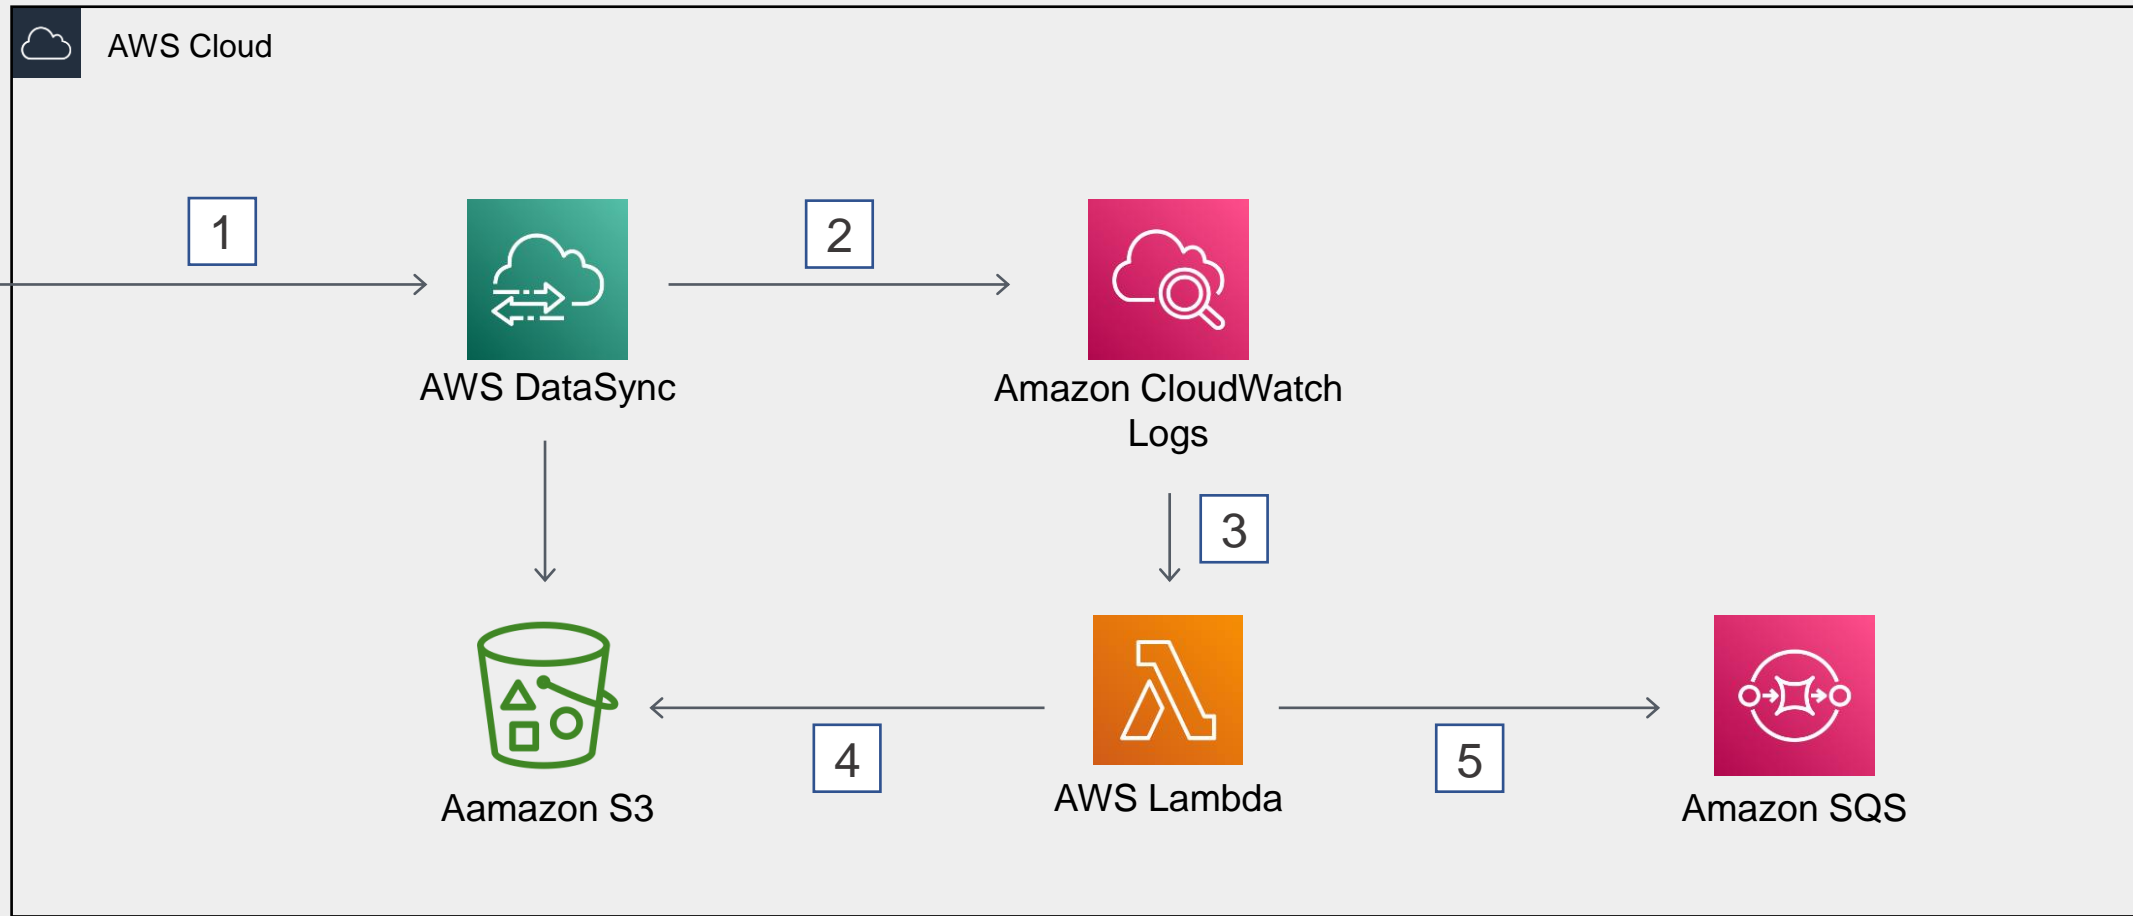 AWS Cloud
1
2
AWS DataSync
Amazon CloudWatch
Logs
3
4
5
Aamazon S3
AWS Lambda
Amazon SQS